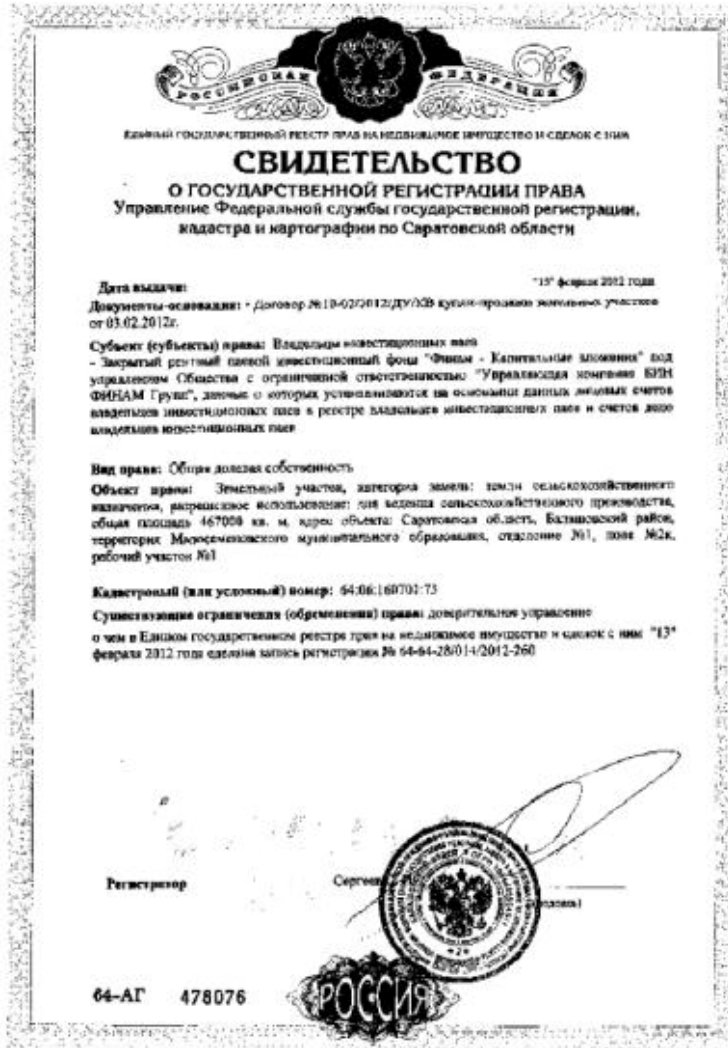 РОССИЙСКАЯ ФЕДЕРАЦИЯ
ЕДИНЫЙ ГОСУДАРСТВЕННЫЙ РЕЕСТР ПРАВ НА НЕДВИЖИМОЕ ИМУЩЕСТВО И СДЕЛОК С НИМ
СВИДЕТЕЛЬСТВО
О ГОСУДАРСТВЕННОЙ РЕГИСТРАЦИИ ПРАВА
Управление Федеральной службы государственной регистрации,
кадастра и картографии по Саратовской области
Дата выдачи: "13" февраля 2012 года
Документы-основания: - Договор №10-02/2012/ДУ/КВ купли-продажи земельных участков
от 03.02.2012г.
Субъект (субъекты) права: Владельцы инвестиционных паев
- Закрытый рентный паевой инвестиционный фонд "Финам - Капитальные вложения" под
управлением Общества с ограниченной ответственностью "Управляющая компания
ФИНАМ Групп", данные о которых устанавливаются на основании данных лицевых счетов
владельцев инвестиционных паев в реестре владельцев инвестиционных паев и счетов депо
владельцев инвестиционных паев
Вид права: Общая долевая собственность
Объект права: Земельный участок, категория земель: земли сельскохозяйственного
назначения, разрешенное использование: для ведения сельскохозяйственного производства,
общая площадь 467000 кв. м, адрес объекта: Саратовская область, Балашовский район,
территория Малосеменовского муниципального образования, отделение №1, поле №2к,
рабочий участок №1
Кадастровый (или условный) номер: 64:06:160701:73
Существующие ограничения (обременения) права: доверительное управление
о чем в Едином государственном реестре прав на недвижимое имущество и сделок с ним "13"
февраля 2012 года сделана запись регистрации № 64-64-28/014/2012-260
Регистратор
64-АГ 478076
РОССИЯ